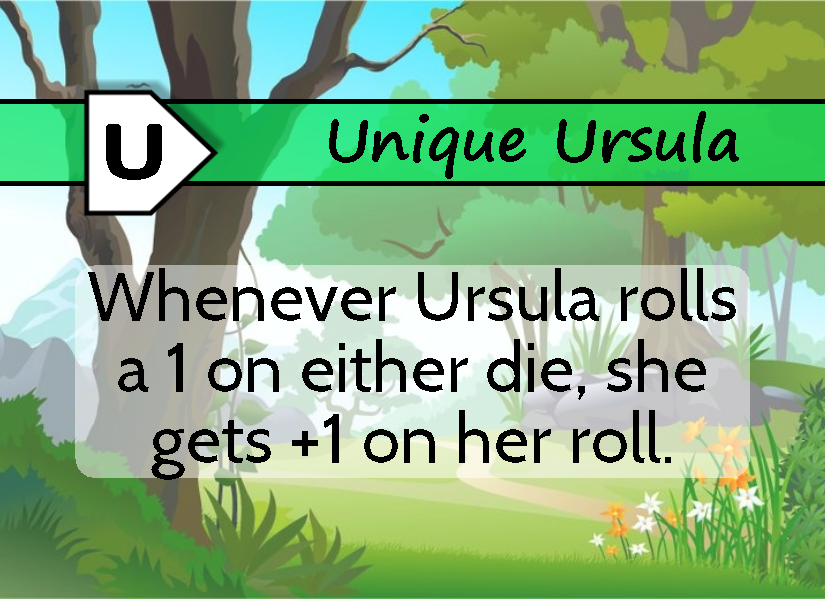 U
Unique Ursula
Whenever Ursula rolls
a 1 on either die, she
gets +1 on her roll.